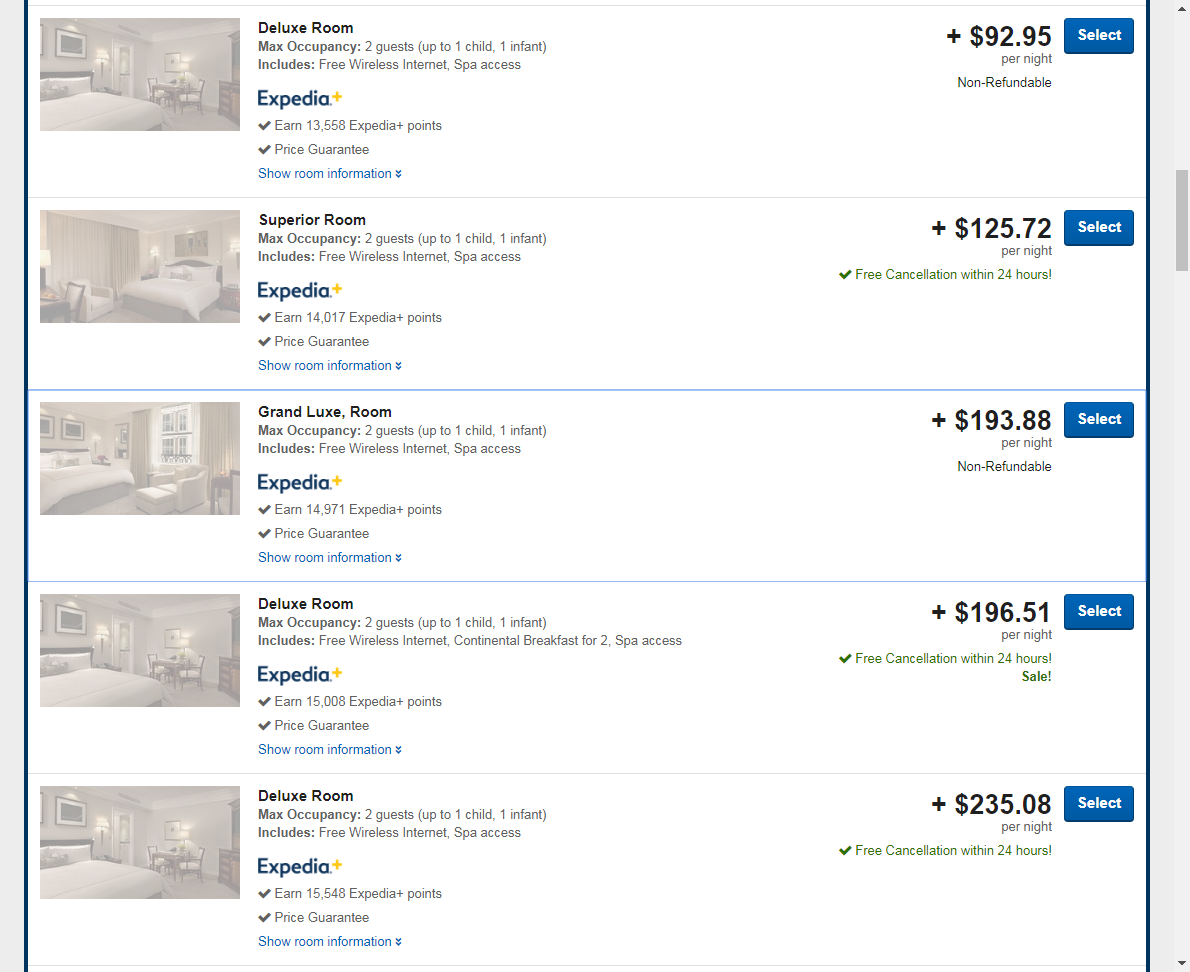 Deluxe Room
Max Occupancy: 2 guests (up to 1 child, 1 infant)
Includes: Free Wireless Internet, Spa access
Expedia.+
Earn 13,558 Expedia+ points
Price Guarantee
Show room information
+ $92.95
per night
Non-Refundable
Select
Superior Room
Max Occupancy: 2 guests (up to 1 child, 1 infant)
Includes: Free Wireless Internet, Spa access
Expedia.+
Earn 14,017 Expedia+ points
Price Guarantee
Show room information
+ $125.72
per night
Free Cancellation within 24 hours!
Select
Grand Luxe, Room
Max Occupancy: 2 guests (up to 1 child, 1 infant)
Includes: Free Wireless Internet, Spa access
Expedia.+
Earn 14,971 Expedia+ points
Price Guarantee
Show room information
+ $193.88
per night
Non-Refundable
Select
Deluxe Room
Max Occupancy: 2 guests (up to 1 child, 1 infant)
Includes: Free Wireless Internet, Continental Breakfast for 2, Spa access
Expedia.+
Earn 15,008 Expedia+ points
Price Guarantee
Show room information
+ $196.51
per night
Free Cancellation within 24 hours!
Sale!
Select
Deluxe Room
Max Occupancy: 2 guests (up to 1 child, 1 infant)
Includes: Free Wireless Internet, Spa access
Expedia.+
Earn 15,548 Expedia+ points
Price Guarantee
Show room information
+ $235.08
per night
Free Cancellation within 24 hours!
Select